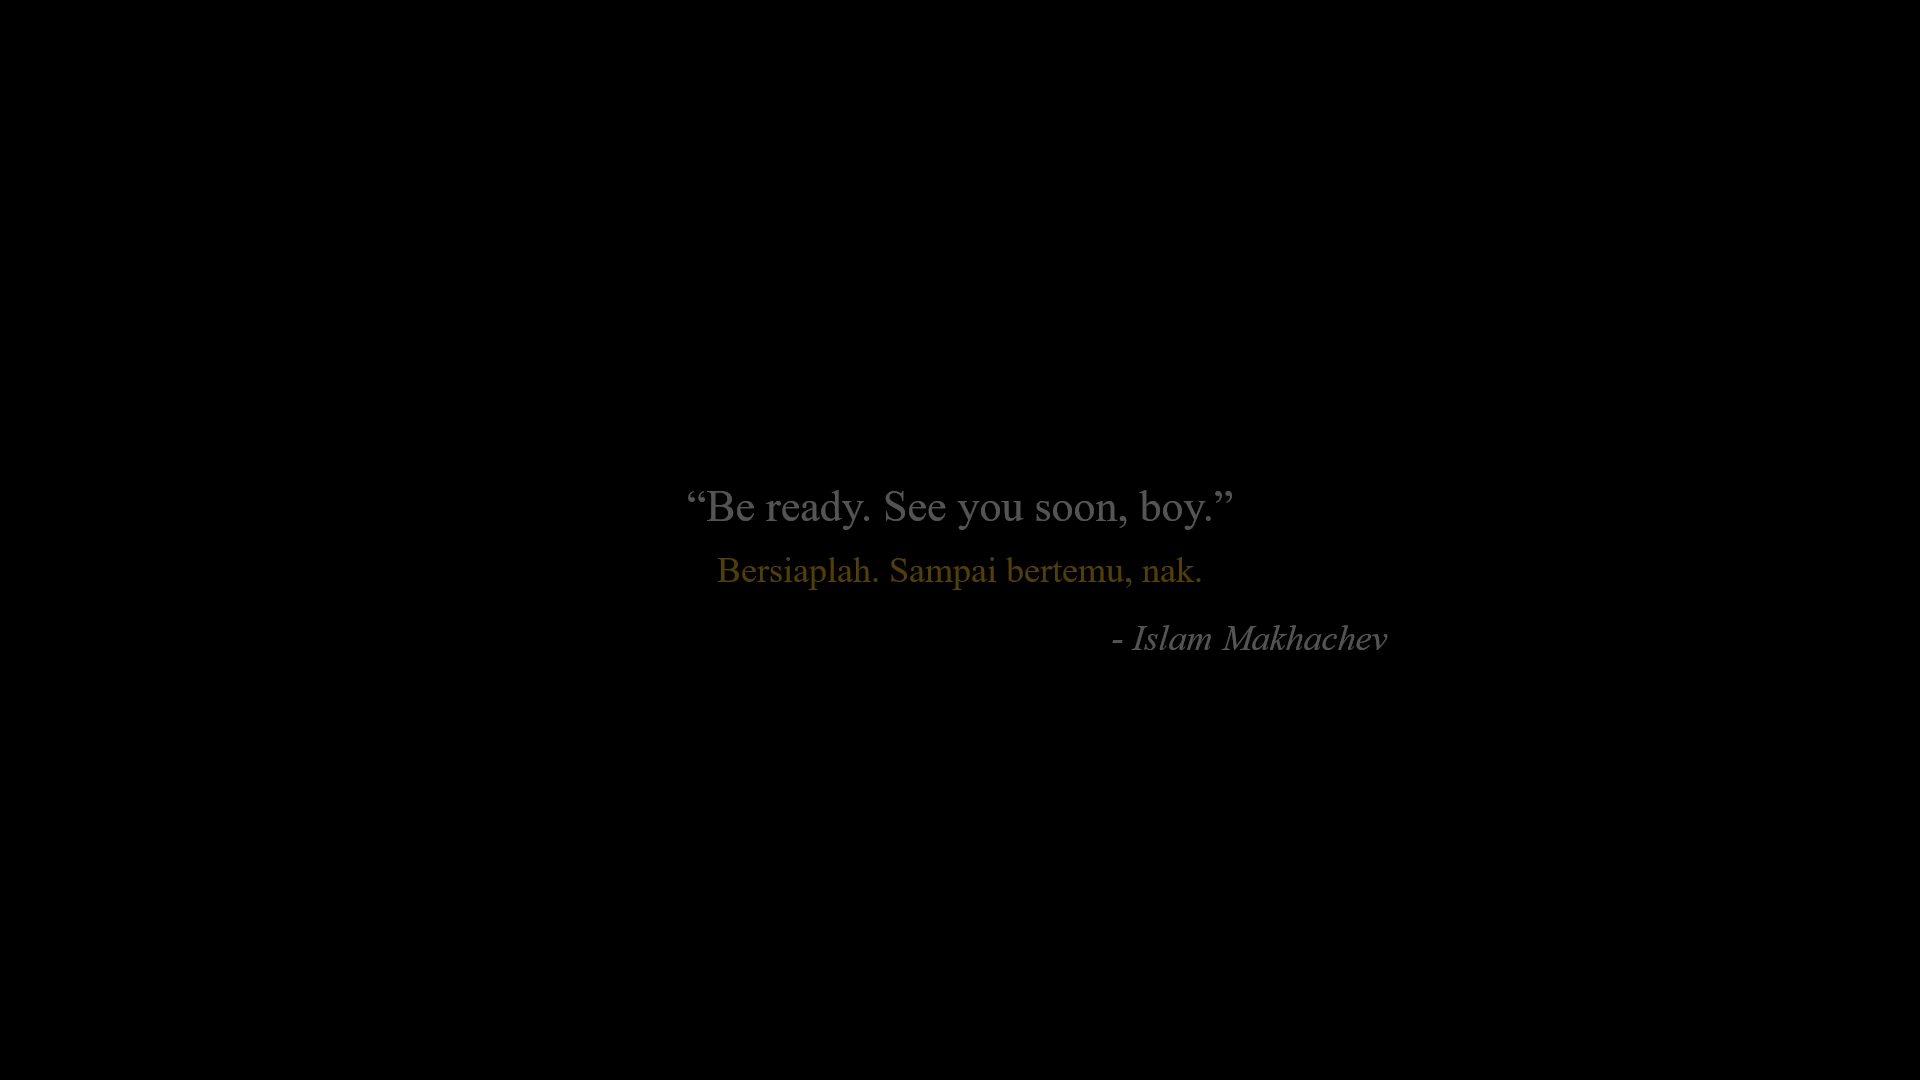 “Be ready. See you soon, boy.”
Bersiaplah. Sampai bertemu, nak.
- Islam Makhachev